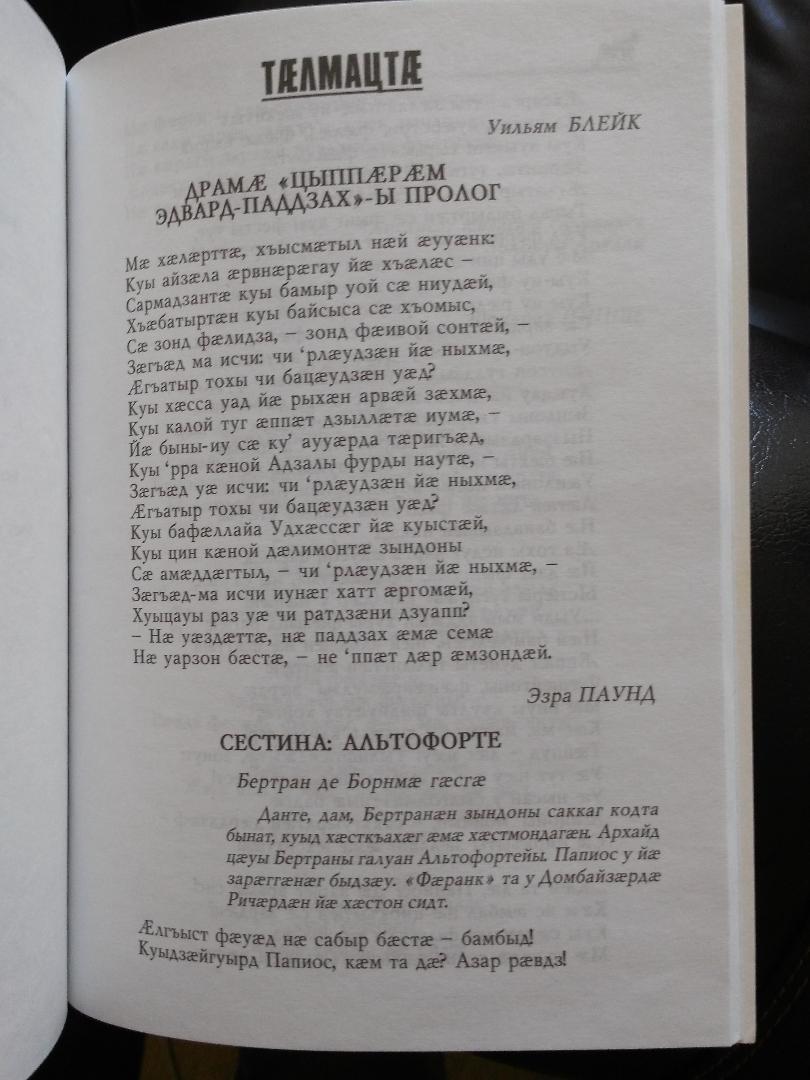 ТÆЛМАЦТÆ
Уильям БЛЕЙК
ДРАМÆ «ЦЫППÆРÆМ
ЭДВАРД-ПАДДЗАХ»-Ы ПРОЛОГ
Мæ хæлæрттæ, хъысмæтыл нæй æууæнк:
Куы айзæла æрвнæрæгау йæ хъæлæс –
Сармадзантæ куы бамыр уой сæ ниудæй,
Хъæбатыртæн куы байсыса сæ хъомыс,
Сæ зонд фæлидза, – зонд фæивой сонтæй, –
Зæгъæд ма исчи: чи ‘рлæудзæн йæ ныхмæ,
Æгъатыр тохы чи бацæудзæн уæд?
Куы хæсса уад йæ рыхæн арвæй зæхмæ,
Куы калой туг æппæт дзыллæтæ иумæ, –
Йæ быны-иу сæ ку’ аууæрда тæригъæд,
Куы ‘рра кæной Адзалы фурды наутæ, –
Зæгъæд уæ исчи: чи ‘рлæудзæн йæ ныхмæ,
Æгъатыр тохы чи бацæудзæн уæд?
Куы бафæллайа Удхæссæг йæ куыстæй,
Куы цин кæной дæлимонтæ зындоны
Сæ амæддæгтыл, – чи ‘рлæудзæн йæ ныхмæ, –
Зæгъæд-ма исчи иунæг хатт æргомæй,
Хуыцауы раз уæ чи ратдзæни дзуапп?
– Нæ уæздæттæ, нæ паддзах æмæ семæ
Нæ уарзон бæстæ, – не ‘ппæт дæр æмзондæй.
Эзра ПАУНД
СЕСТИНА: АЛЬТОФОРТЕ
Бертран де Борнмæ гæсгæ
Данте, дам, Бертранæн зындоны саккаг кодта
бынат, куыд хæсткъахæг æмæ хæстмондагæн. Архайд
цæуы Бертраны галуан Альтофортейы. Папиос у йæ
зарæггæнæг быдзæу. «Фæранк» та у Домбайзæрдæ
Ричæрдæн йæ хæстон сидт.
Æлгъыст фæуæд нæ сабыр бæстæ – бамбыд!
Куыдзæйгуырд Папиос, кæм та дæ? Азар рæвдз!